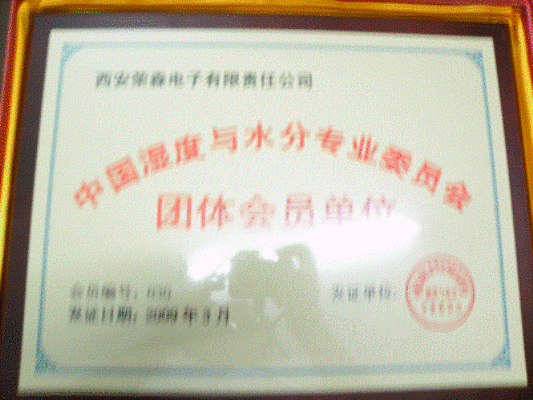 西安荣森电子有限责任公司
中国湿度与水分专业委员会
团体会员单位
会员编号:
发证单位:
发证日期: 2009年3月